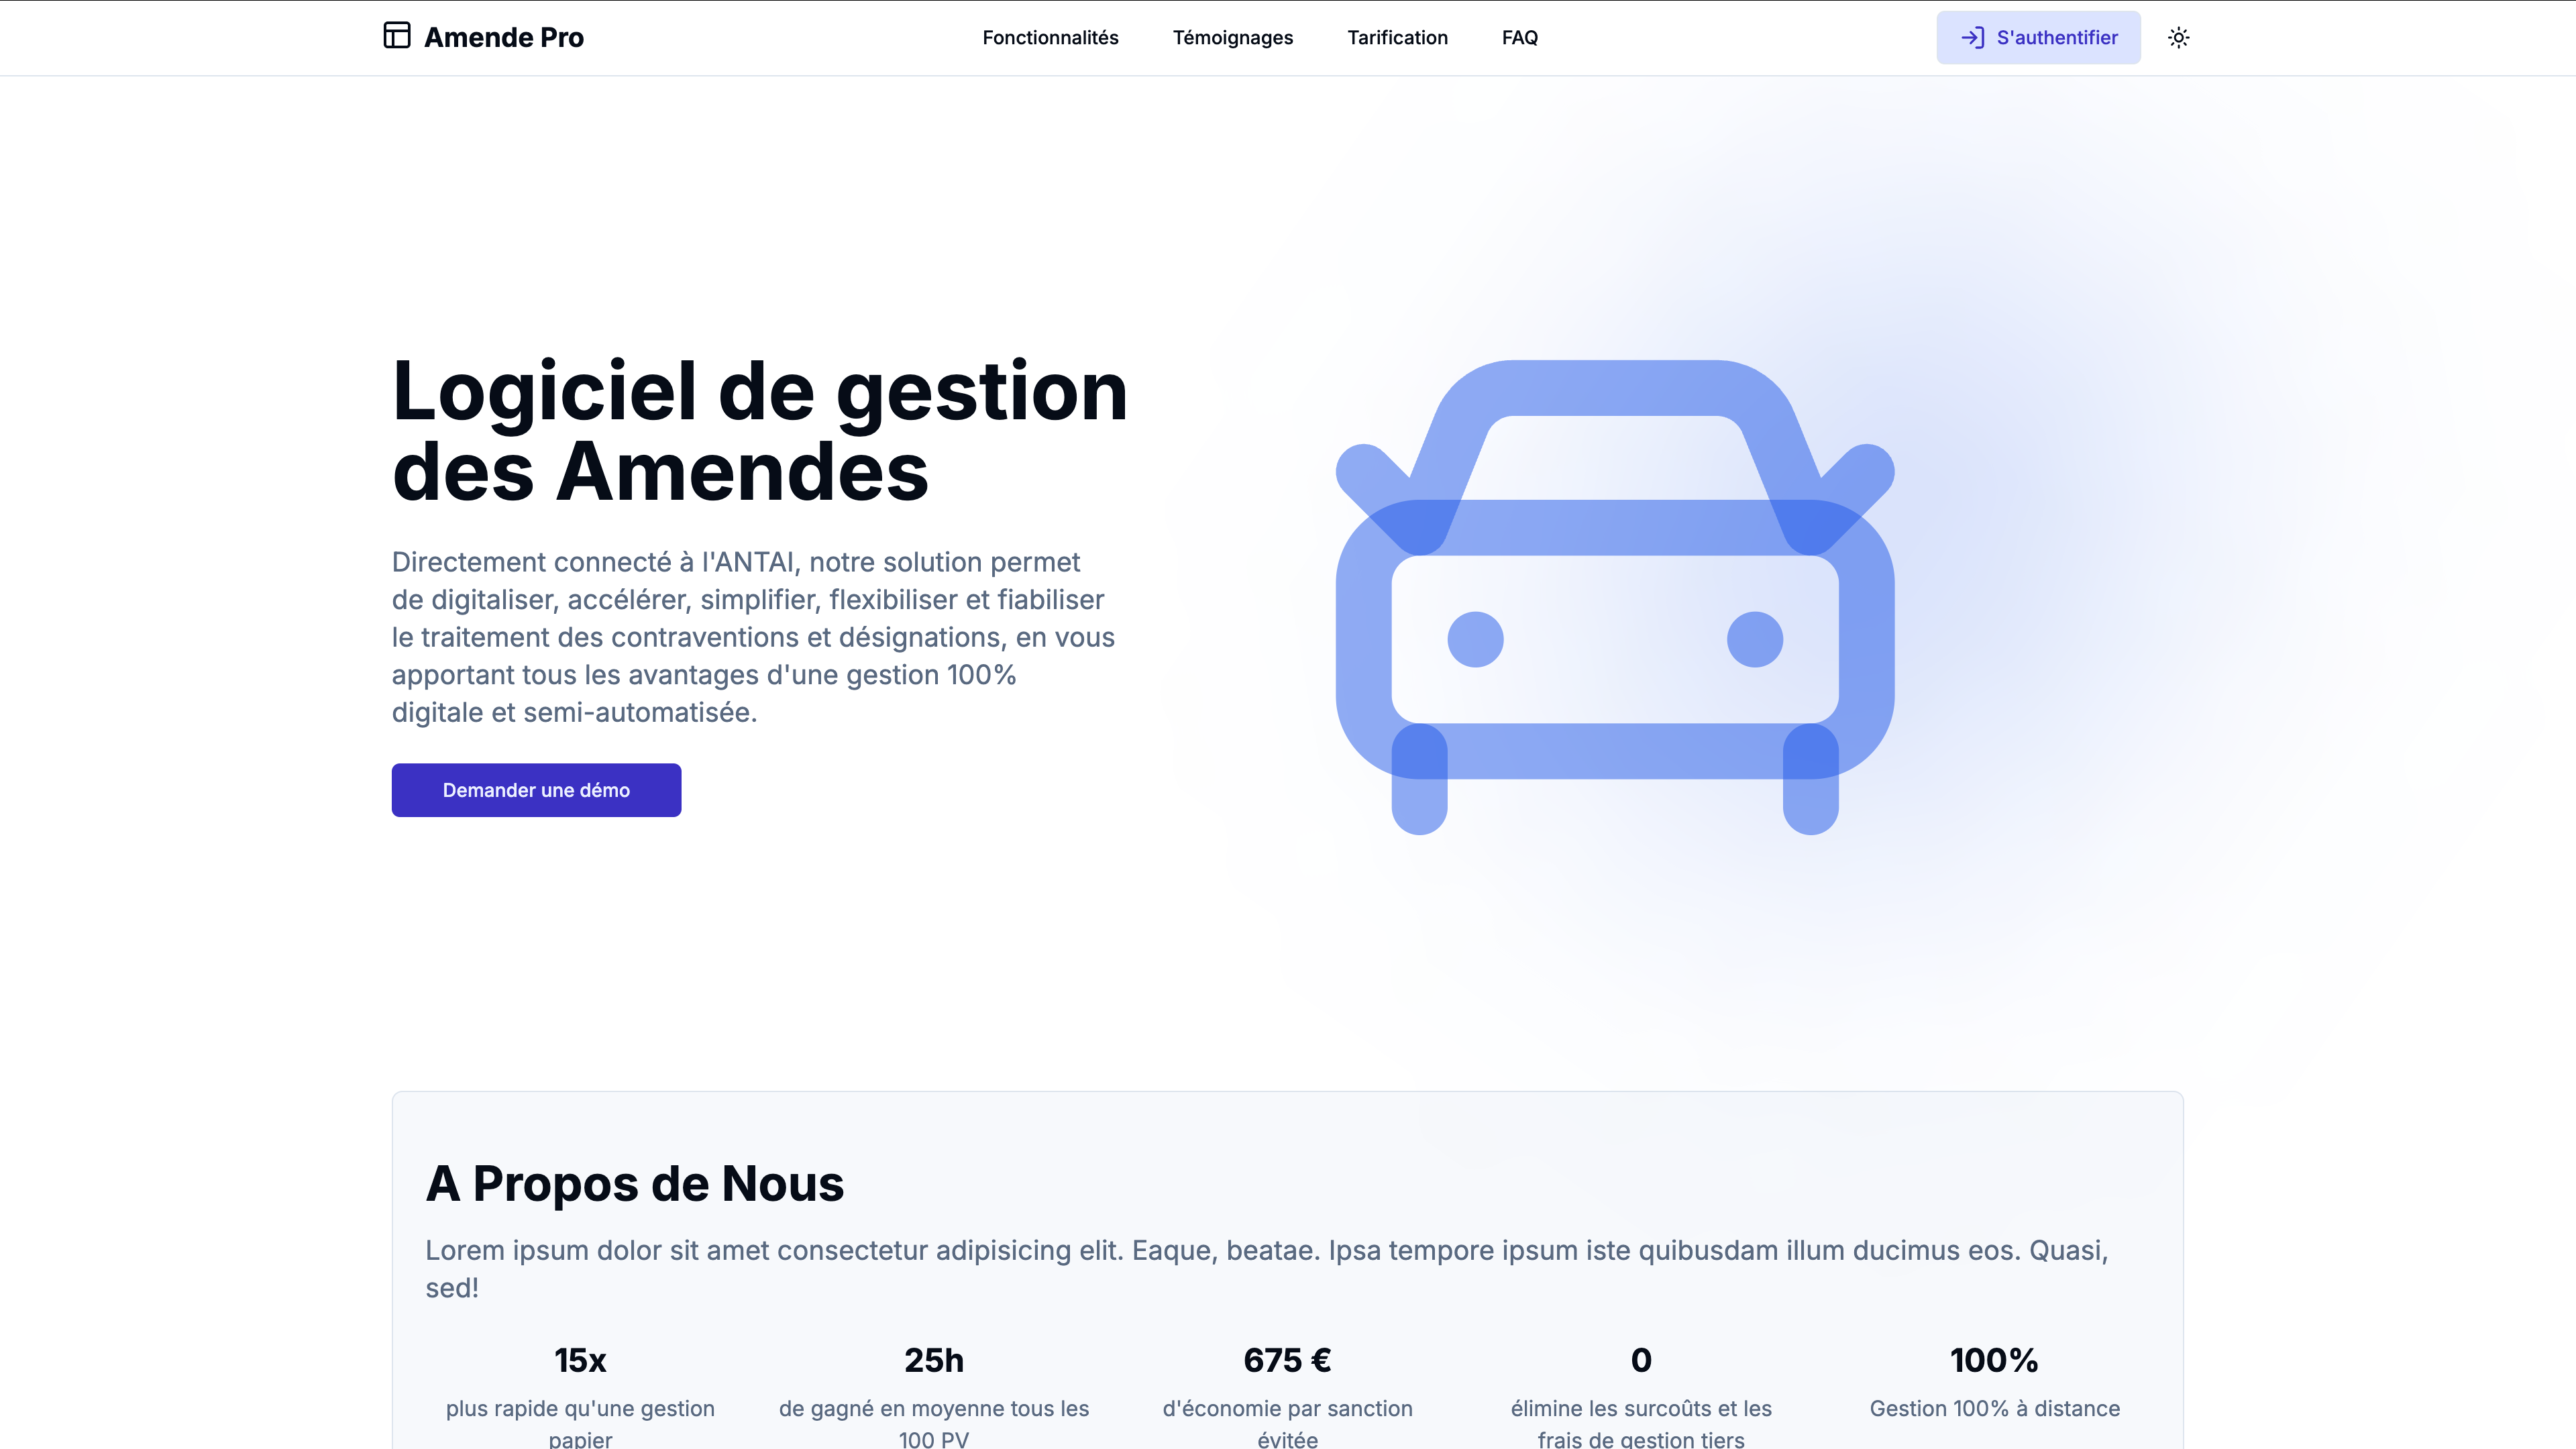 Amende Pro
Fonctionnalités
Témoignages
Tarification
FAQ
S'authentifier
Logiciel de gestion
des Amendes
Directement connecté à l'ANTAI, notre solution permet
de digitaliser, accélérer, simplifier, flexibiliser et fiabiliser
le traitement des contraventions et désignations, en vous
apportant tous les avantages d'une gestion 100%
digitale et semi-automatisée.
Demander une démo
A Propos de Nous
Lorem ipsum dolor sit amet consectetur adipisicing elit. Eaque, beatae. Ipsa tempore ipsum iste quibusdam illum ducimus eos. Quasi,
sed!
15x
plus rapide qu'une gestion
papier
25h
de gagné en moyenne tous les
100 PV
675 €
d'économie par sanction
évitée
0
élimine les surcoûts et les
frais de gestion tiers
100%
Gestion 100% à distance